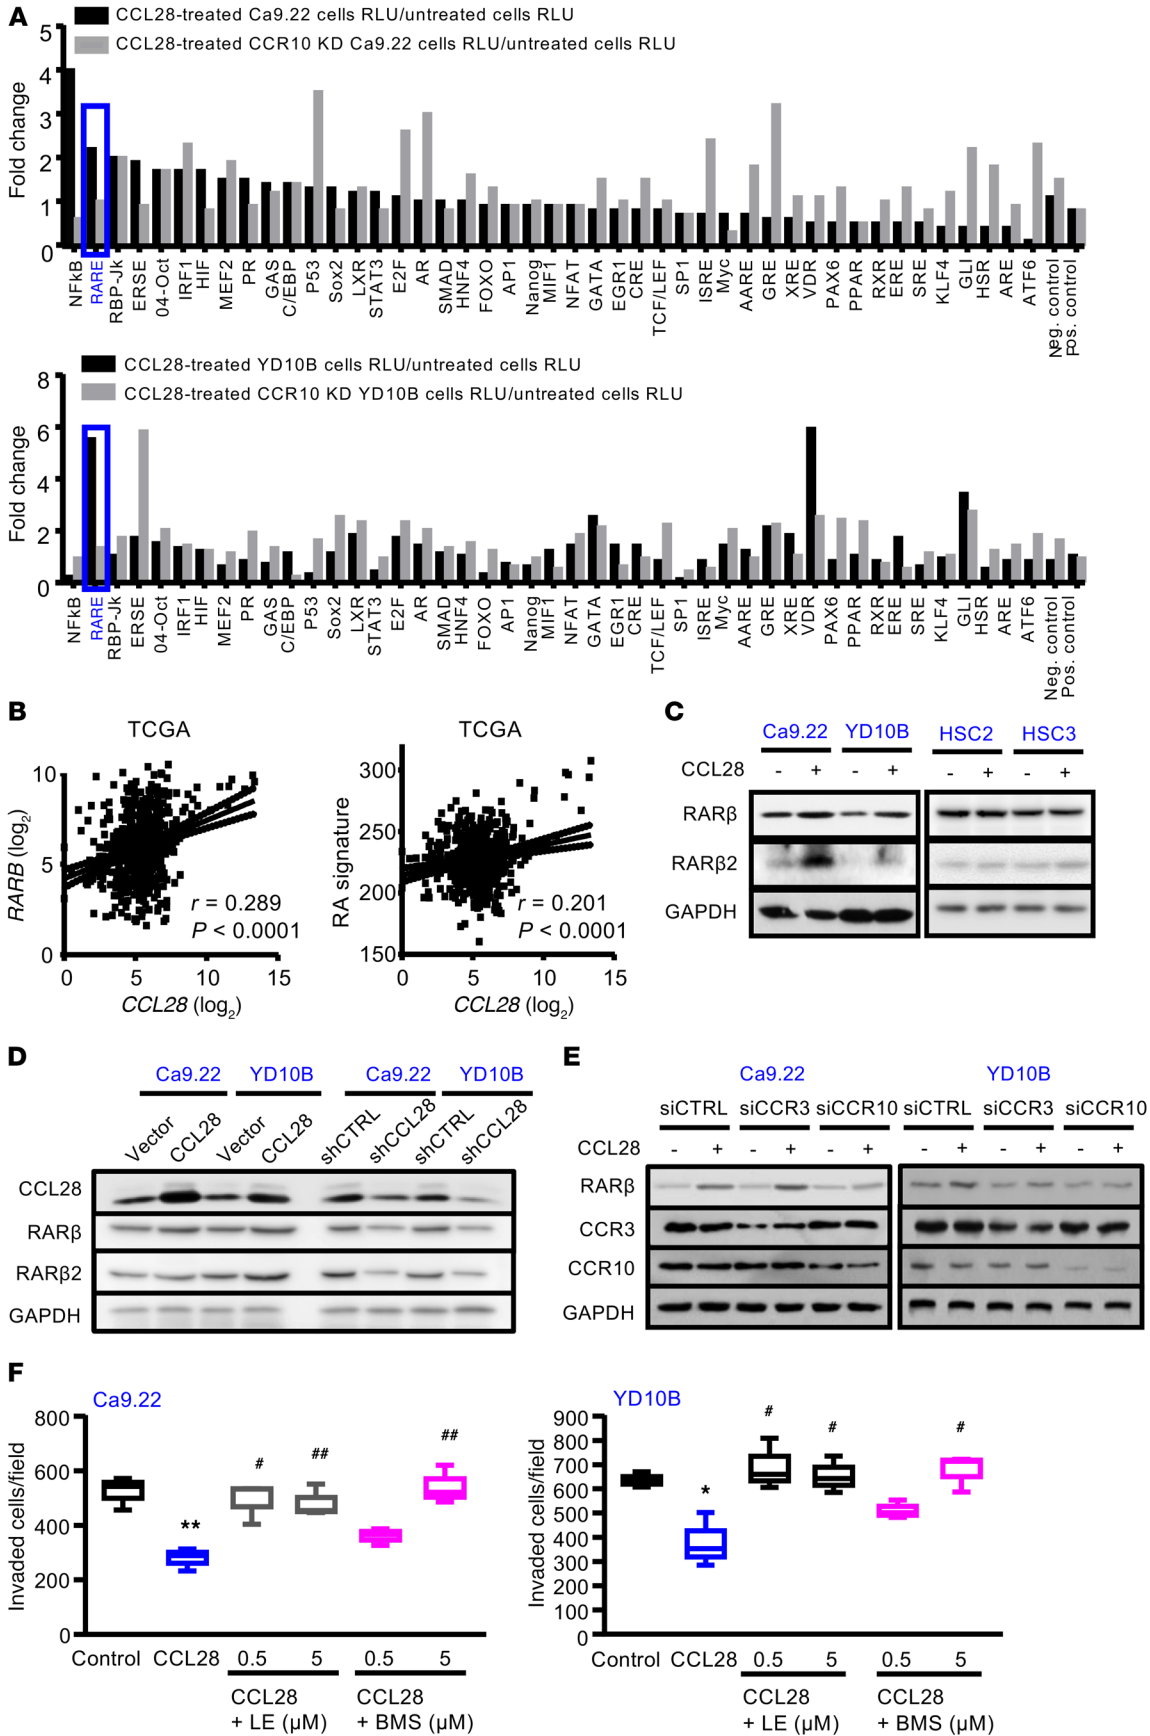 A
CCL28-treated Ca9.22 cells RLU/untreated cells RLU
CCL28-treated CCR10 KD Ca9.22 cells RLU/untreated cells RLU
Fold change
5
4
3
2
1
0
NFkB
RARE
RBP-Jk
ERSE
04-Oct
IRF1
HIF
MEF2
PR
GAS
C/EBP
P53
Sox2
LXR
STAT3
E2F
AR
SMAD
HNF4
FOXO
AP1
Nanog
MIF1
NFAT
GATA
EGR1
CRE
TCF/LEF
SP1
ISRE
Myc
AARE
GRE
XRE
VDR
PAX6
PPAR
RXR
ERE
SRE
KLF4
GLI
HSR
ARE
ATF6
Neg. control
Pos. control
CCL28-treated YD10B cells RLU/untreated cells RLU
CCL28-treated CCR10 KD YD10B cells RLU/untreated cells RLU
Fold change
8
6
4
2
0
NFkB
RARE
RBP-Jk
ERSE
04-Oct
IRF1
HIF
MEF2
PR
GAS
C/EBP
P53
Sox2
LXR
STAT3
E2F
AR
SMAD
HNF4
FOXO
AP1
Nanog
MIF1
NFAT
GATA
EGR1
CRE
TCF/LEF
SP1
ISRE
Myc
AARE
GRE
XRE
VDR
PAX6
PPAR
RXR
ERE
SRE
KLF4
GLI
HSR
ARE
ATF6
Neg. control
Pos. control
B
TCGA
RARB (log2)
10
5
0
r = 0.289
P < 0.0001
0 5 10 15
CCL28 (log2)
TCGA
RA signature
300
250
200
150
r = 0.201
P < 0.0001
0 5 10 15
CCL28 (log2)
C
Ca9.22 YD10B HSC2 HSC3
CCL28 - + - + - + - +
RARβ
RARβ2
GAPDH
D
Ca9.22 YD10B Ca9.22 YD10B
Vector CCL28 Vector CCL28 shCTRL shCCL28 shCTRL shCCL28
CCL28
RARβ
RARβ2
GAPDH
E
Ca9.22 YD10B
siCTRL siCCR3 siCCR10 siCTRL siCCR3 siCCR10
CCL28 - + - + - + - + - + - +
RARβ
CCR3
CCR10
GAPDH
F
Ca9.22
Invaded cells/field
800
600
400
200
0
**
#
##
##
Control CCL28 0.5 5 0.5 5
CCL28 CCL28
+ LE (μM) + BMS (μM)
YD10B
Invaded cells/field
900
800
700
600
500
400
300
200
100
0
*
#
#
#
Control CCL28 0.5 5 0.5 5
CCL28 CCL28
+ LE (μM) + BMS (μM)